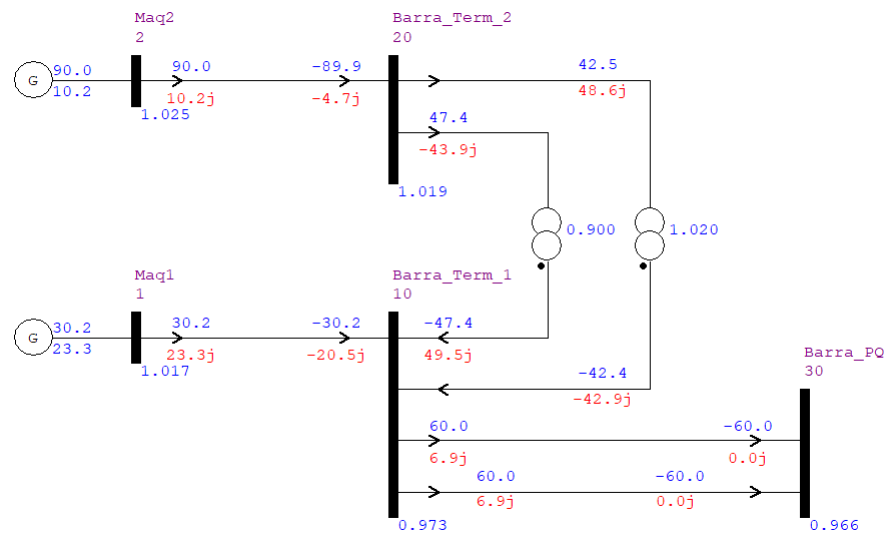 Maq2
2
Barra_Term_2
20
G
90.0
10.2
90.0
10.2j
-89.9
-4.7j
42.5
48.6j
47.4
-43.9j
1.025
1.019
0.900
1.020
Maq1
1
Barra_Term_1
10
G
30.2
23.3
30.2
23.3j
-30.2
-20.5j
-47.4
49.5j
1.017
-42.4
-42.9j
Barra_PQ
30
60.0
6.9j
-60.0
0.0j
60.0
6.9j
-60.0
0.0j
0.973
0.966